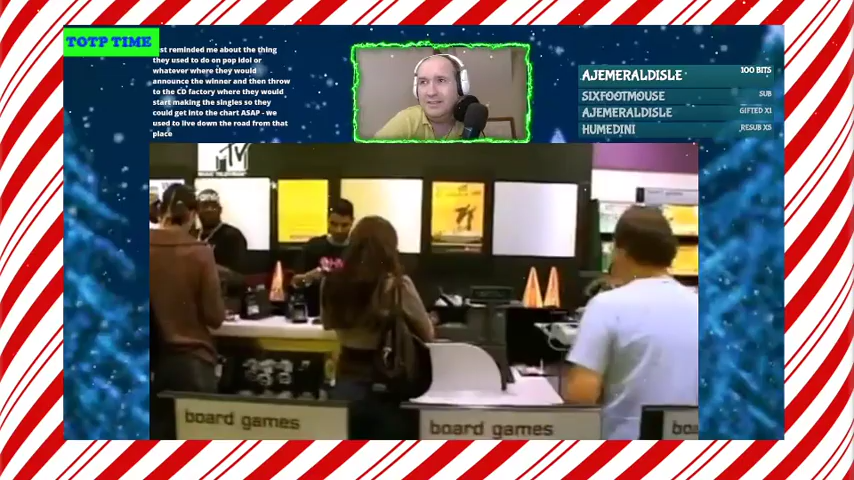 TOTP TIME
st reminded me about the thing
they used to do on pop idol or
whatever where they would
announce the winner and then throw
to the CD factory where they would
start making the singles so they
could get into the chart ASAP - we
used to live down the road from that
place
AJEMERALDISLE 100 BITS
SIXFOOTMOUSE SUB
AJEMERALDISLE GIFTED X1
HUMEDINI RESUB X5
MTV
MUSIC TELEVISION
board games
board games
boa